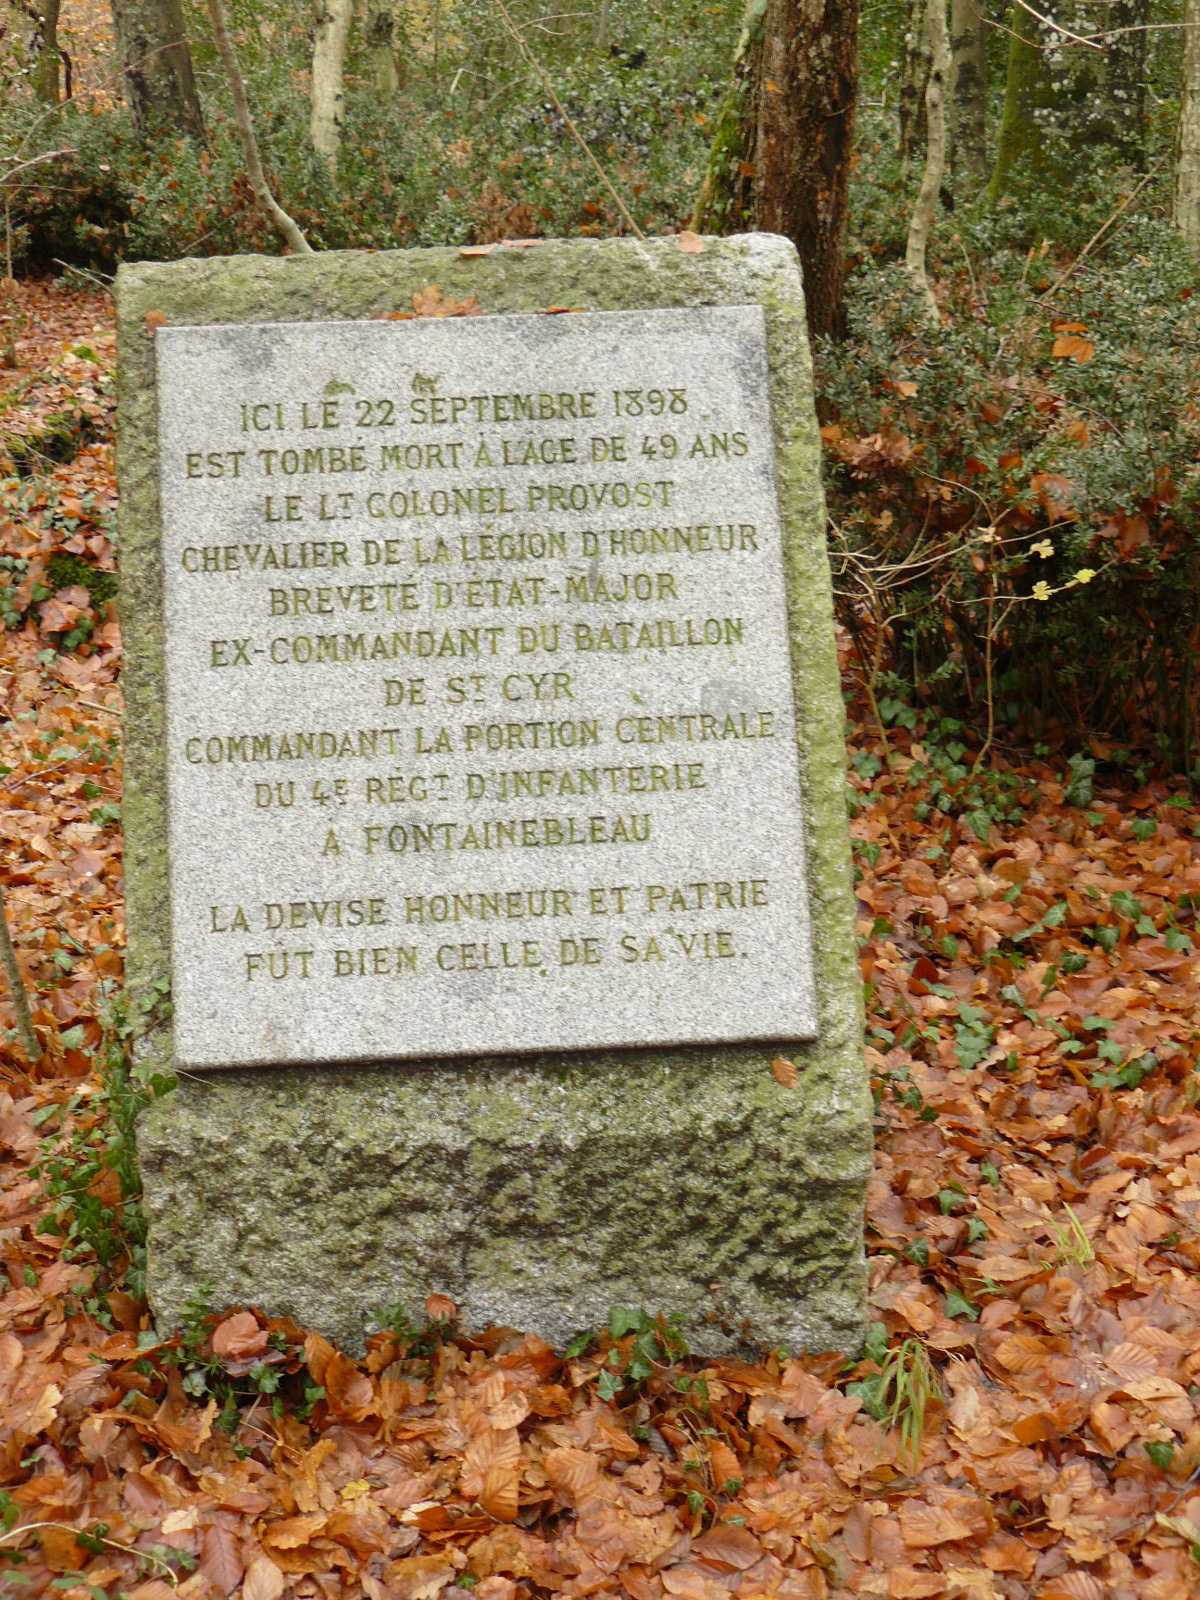 ICI LE 22 SEPTEMBRE 1898
EST TOMBÉ MORT À L'AGE DE 49 ANS
LE LT COLONEL PROVOST
CHEVALIER DE LA LÉGION D'HONNEUR
BREVETÉ D'ÉTAT-MAJOR
EX-COMMANDANT DU BATAILLON
DE ST CYR
COMMANDANT LA PORTION CENTRALE
DU 4E RÉGT D'INFANTERIE
A FONTAINEBLEAU
LA DEVISE HONNEUR ET PATRIE
FÛT BIEN CELLE DE SA VIE.